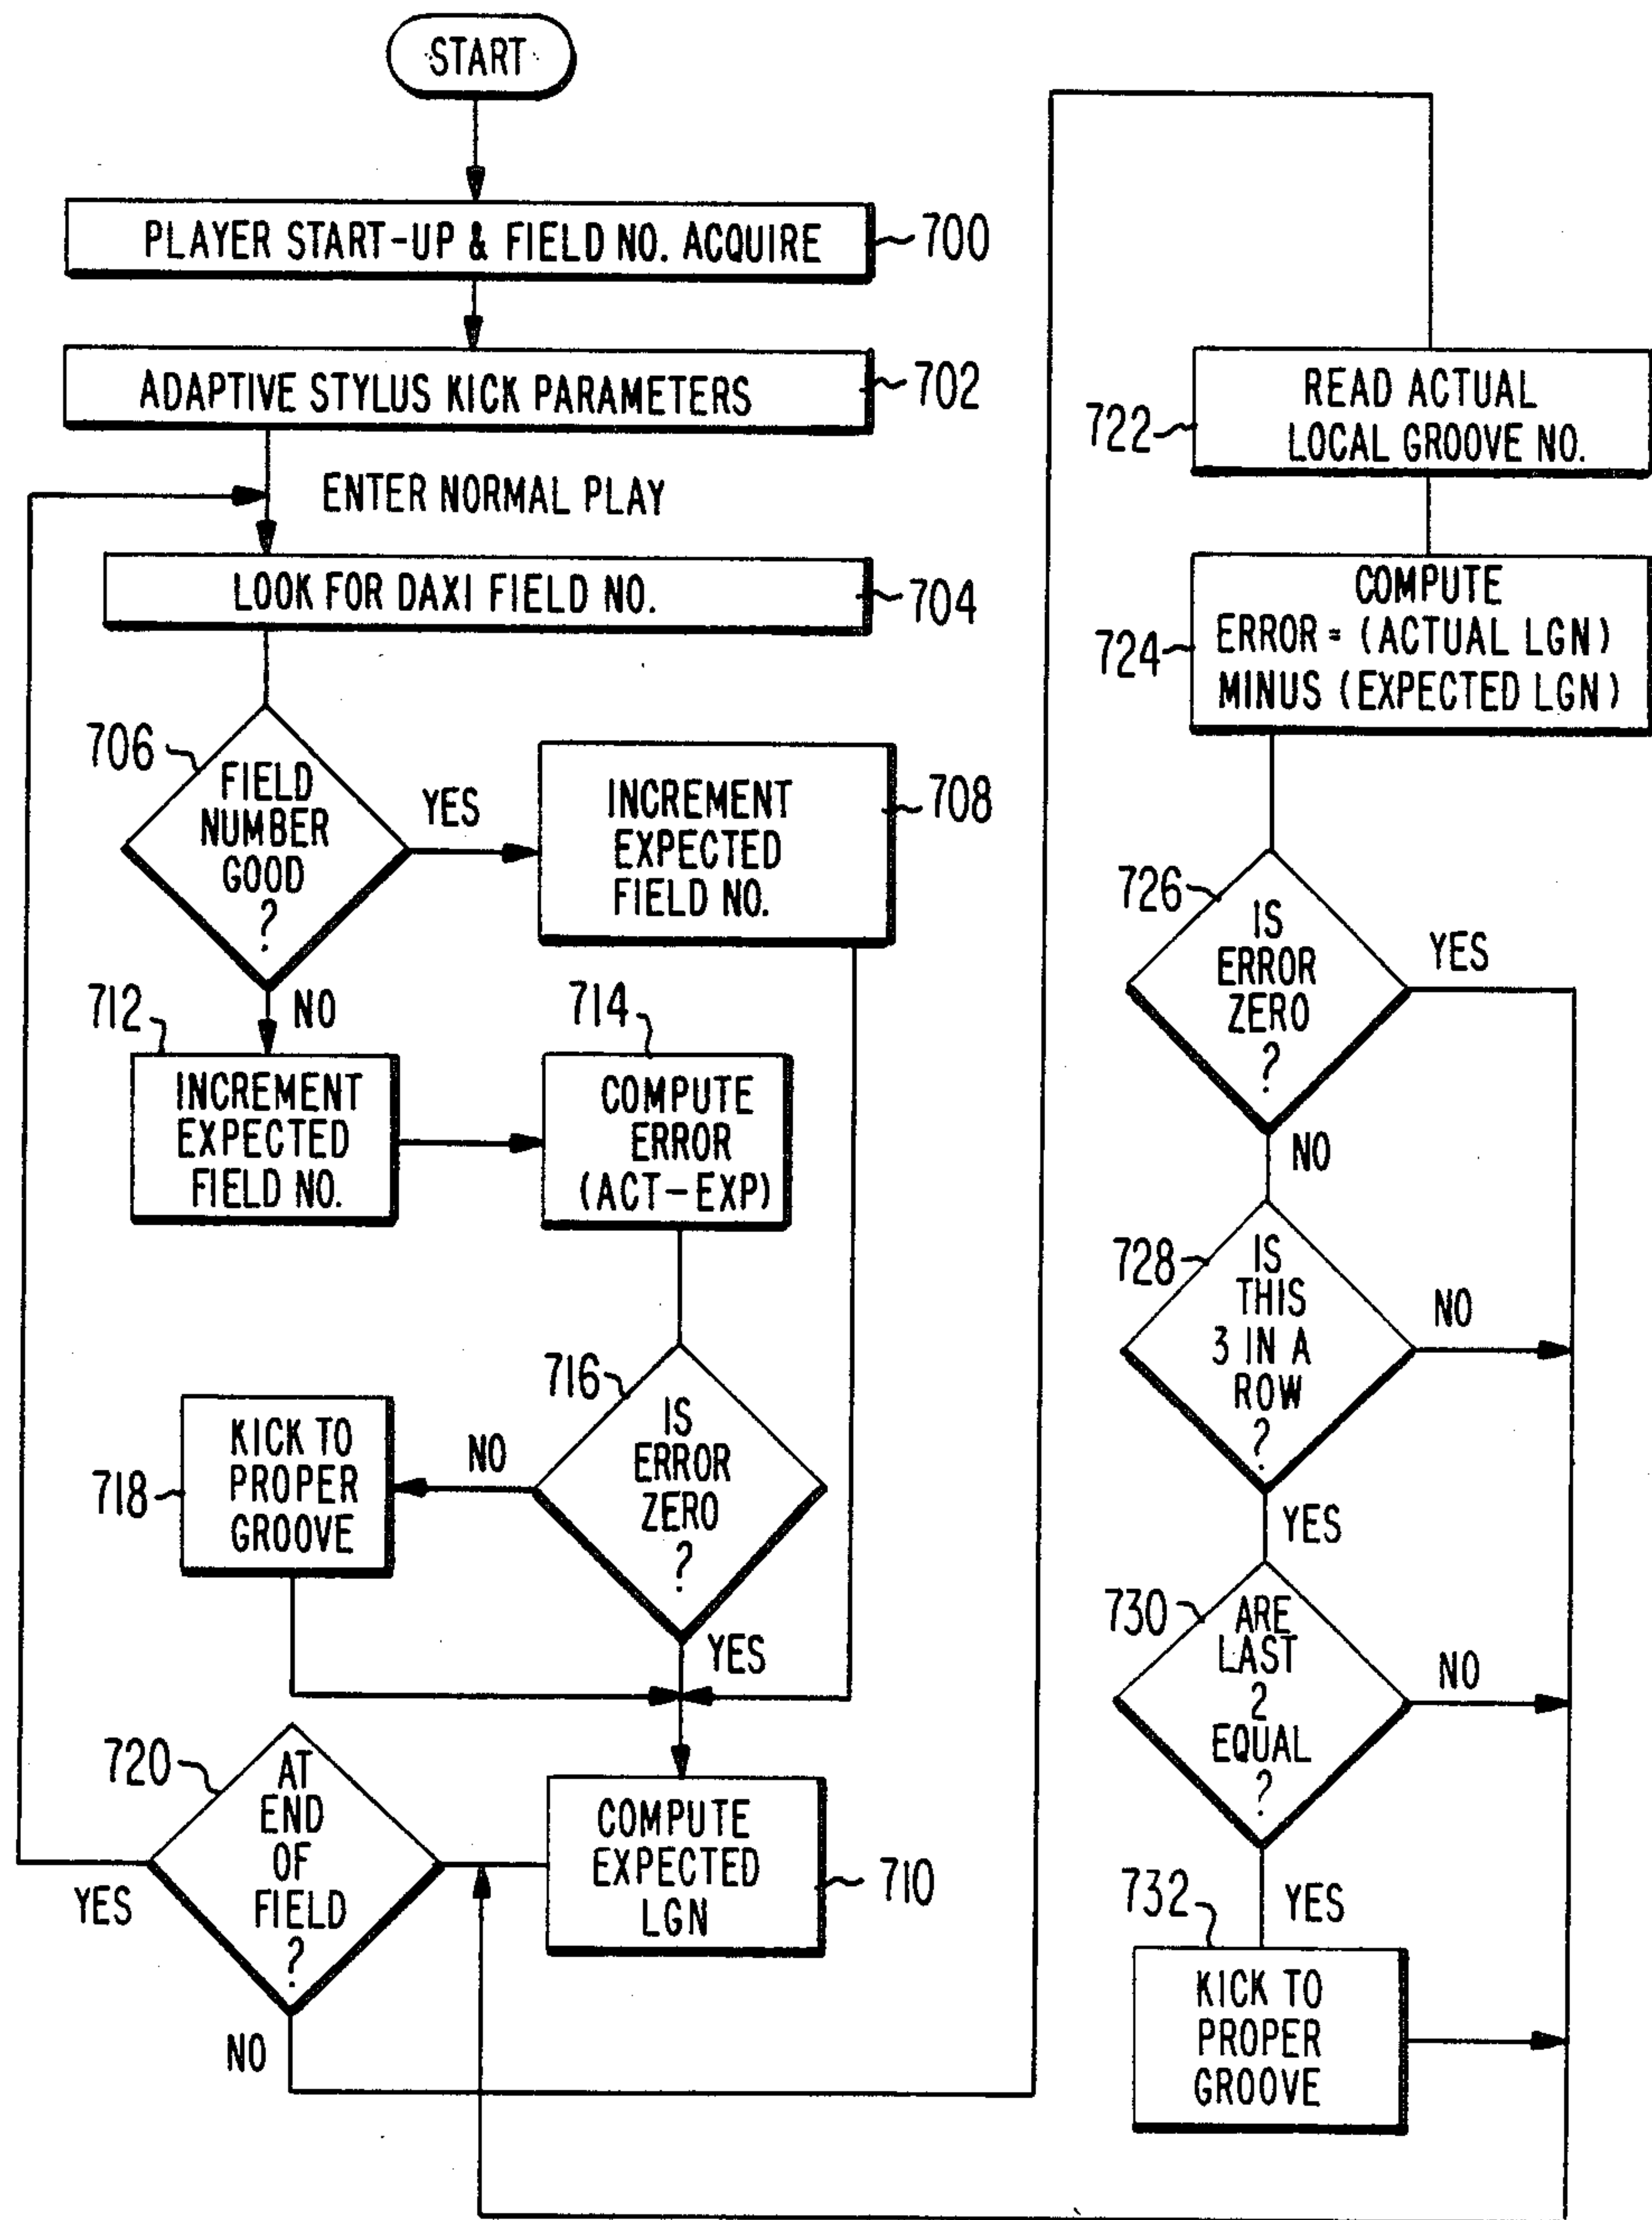 START
PLAYER START-UP & FIELD NO. ACQUIRE
700
ADAPTIVE STYLUS KICK PARAMETERS
702
ENTER NORMAL PLAY
LOOK FOR DAXI FIELD NO.
704
706
FIELD
NUMBER
GOOD
?
YES
INCREMENT
EXPECTED
FIELD NO.
708
NO
712
INCREMENT
EXPECTED
FIELD NO.
714
COMPUTE
ERROR
(ACT-EXP)
716
IS
ERROR
ZERO
?
NO
718
KICK TO
PROPER
GROOVE
YES
720
AT
END
OF
FIELD
?
YES
NO
COMPUTE
EXPECTED
LGN
710
722
READ ACTUAL
LOCAL GROOVE NO.
724
COMPUTE
ERROR = (ACTUAL LGN)
MINUS (EXPECTED LGN)
726
IS
ERROR
ZERO
?
YES
NO
728
IS
THIS
3 IN A
ROW
?
NO
YES
730
ARE
LAST
2
EQUAL
?
NO
YES
732
KICK TO
PROPER
GROOVE